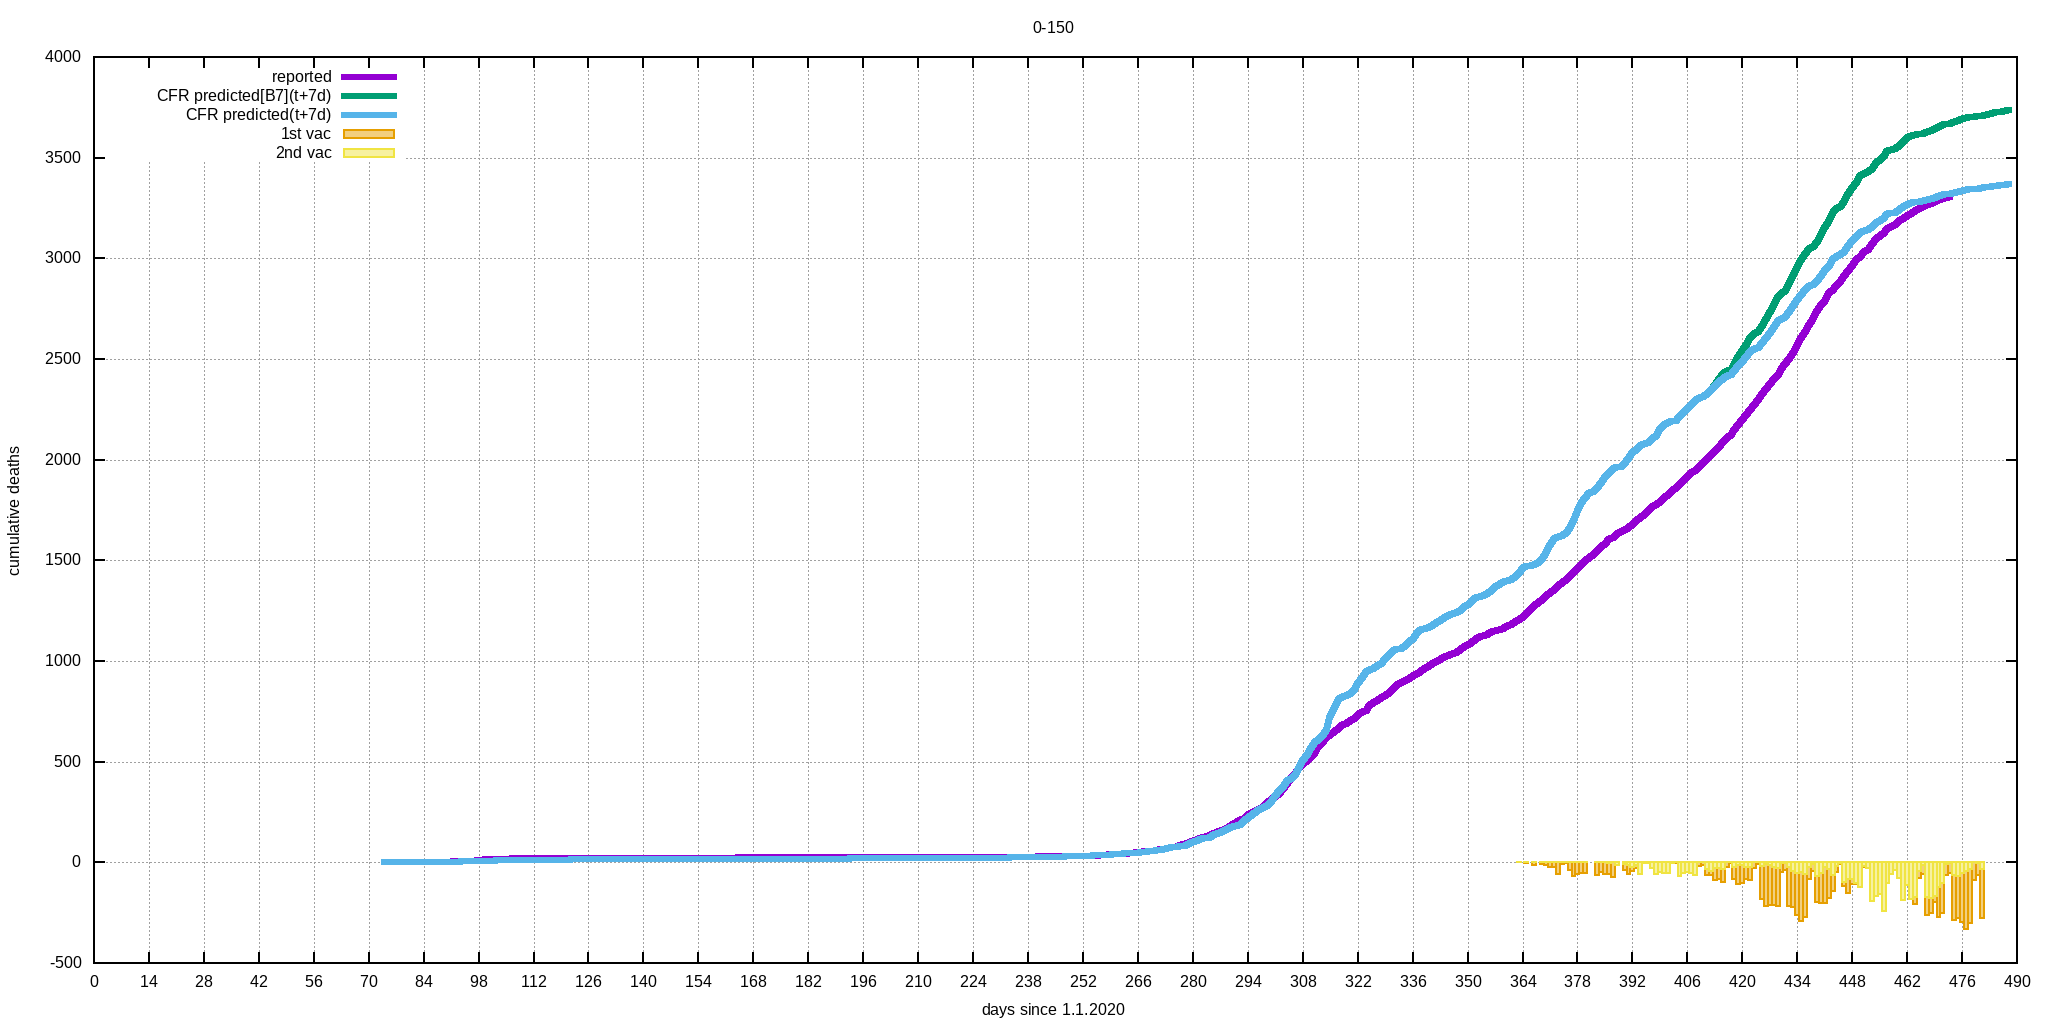 0-150
4000
3500
3000
2500
2000
1500
1000
500
0
-500
cumulative deaths
reported
CFR predicted[B7](t+7d)
CFR predicted(t+7d)
1st vac
2nd vac
0 14 28 42 56 70 84 98 112 126 140 154 168 182 196 210 224 238 252 266 280 294 308 322 336 350 364 378 392 406 420 434 448 462 476 490
days since 1.1.2020